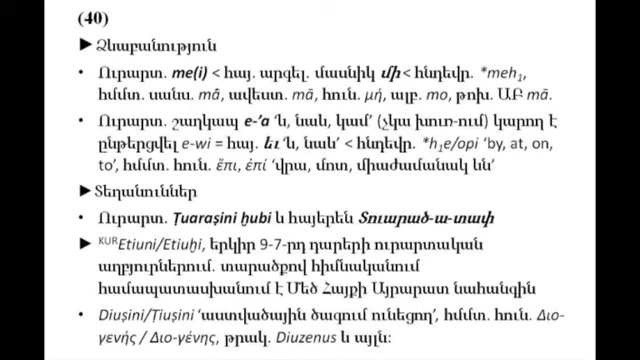 (40)
►Ձևաբանություն
• Ուրարտ. me(i) < հայ. արգել. մասնիկ մի < հնդեվր. *meh₁,
հմմտ. սանս. mā́, ավեստ. mā, հուն. μή, ալբ. mo, թոխ. ԱԲ mā.
• Ուրարտ. շաղկապ e-'a 'և, նաև, կամ' (չկա խուռ-ում) կարող է
ընթերցվել e-wi = հայ. եւ 'և, նաև' < հնդեվր. *h₁e/opi 'by, at, on,
to', հմմտ. հուն. ἔπι, ἐπί 'վրա, մոտ, միաժամանակ ևն'
►Տեղանուններ
• Ուրարտ. Ṭuaraṣini ḫubi և հայերեն Տուարած-ա-տափ
►KUREtiuni/Etiuḫi, երկիր 9-7-րդ դարերի ուրարտական
աղբյուրներում. տարածքով հիմնականում
համապատասխանում է Մեծ Հայքի Այրարատ նահանգին
• Diuṣini/Ṭiuṣini 'աստվածային ծագում ունեցող', հմմտ. հուն. Διο-
γενής / Διο-γένης, թրակ. Diuzenus և այլն: